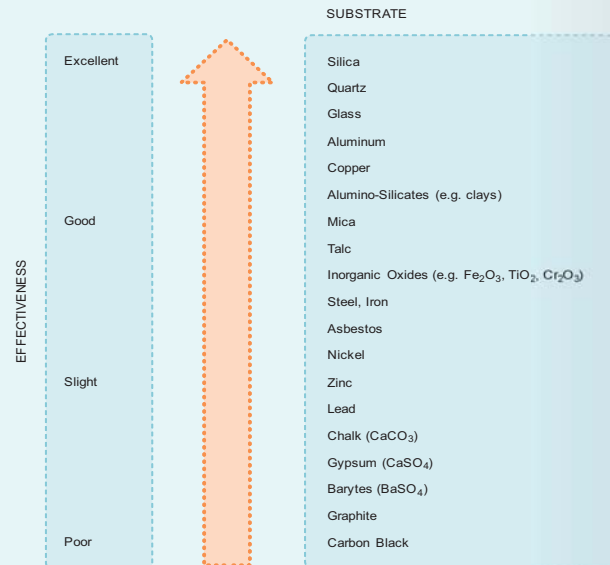 SUBSTRATE
Excellent
Silica
Quartz
Glass
Aluminum
Copper
Alumino-Silicates (e.g. clays)
Good
Mica
Talc
Inorganic Oxides (e.g. Fe₂O₃, TiO₂, Cr₂O₃)
Steel, Iron
Asbestos
Nickel
EFFECTIVENESS
Slight
Zinc
Lead
Chalk (CaCO₃)
Gypsum (CaSO₄)
Barytes (BaSO₄)
Graphite
Poor
Carbon Black